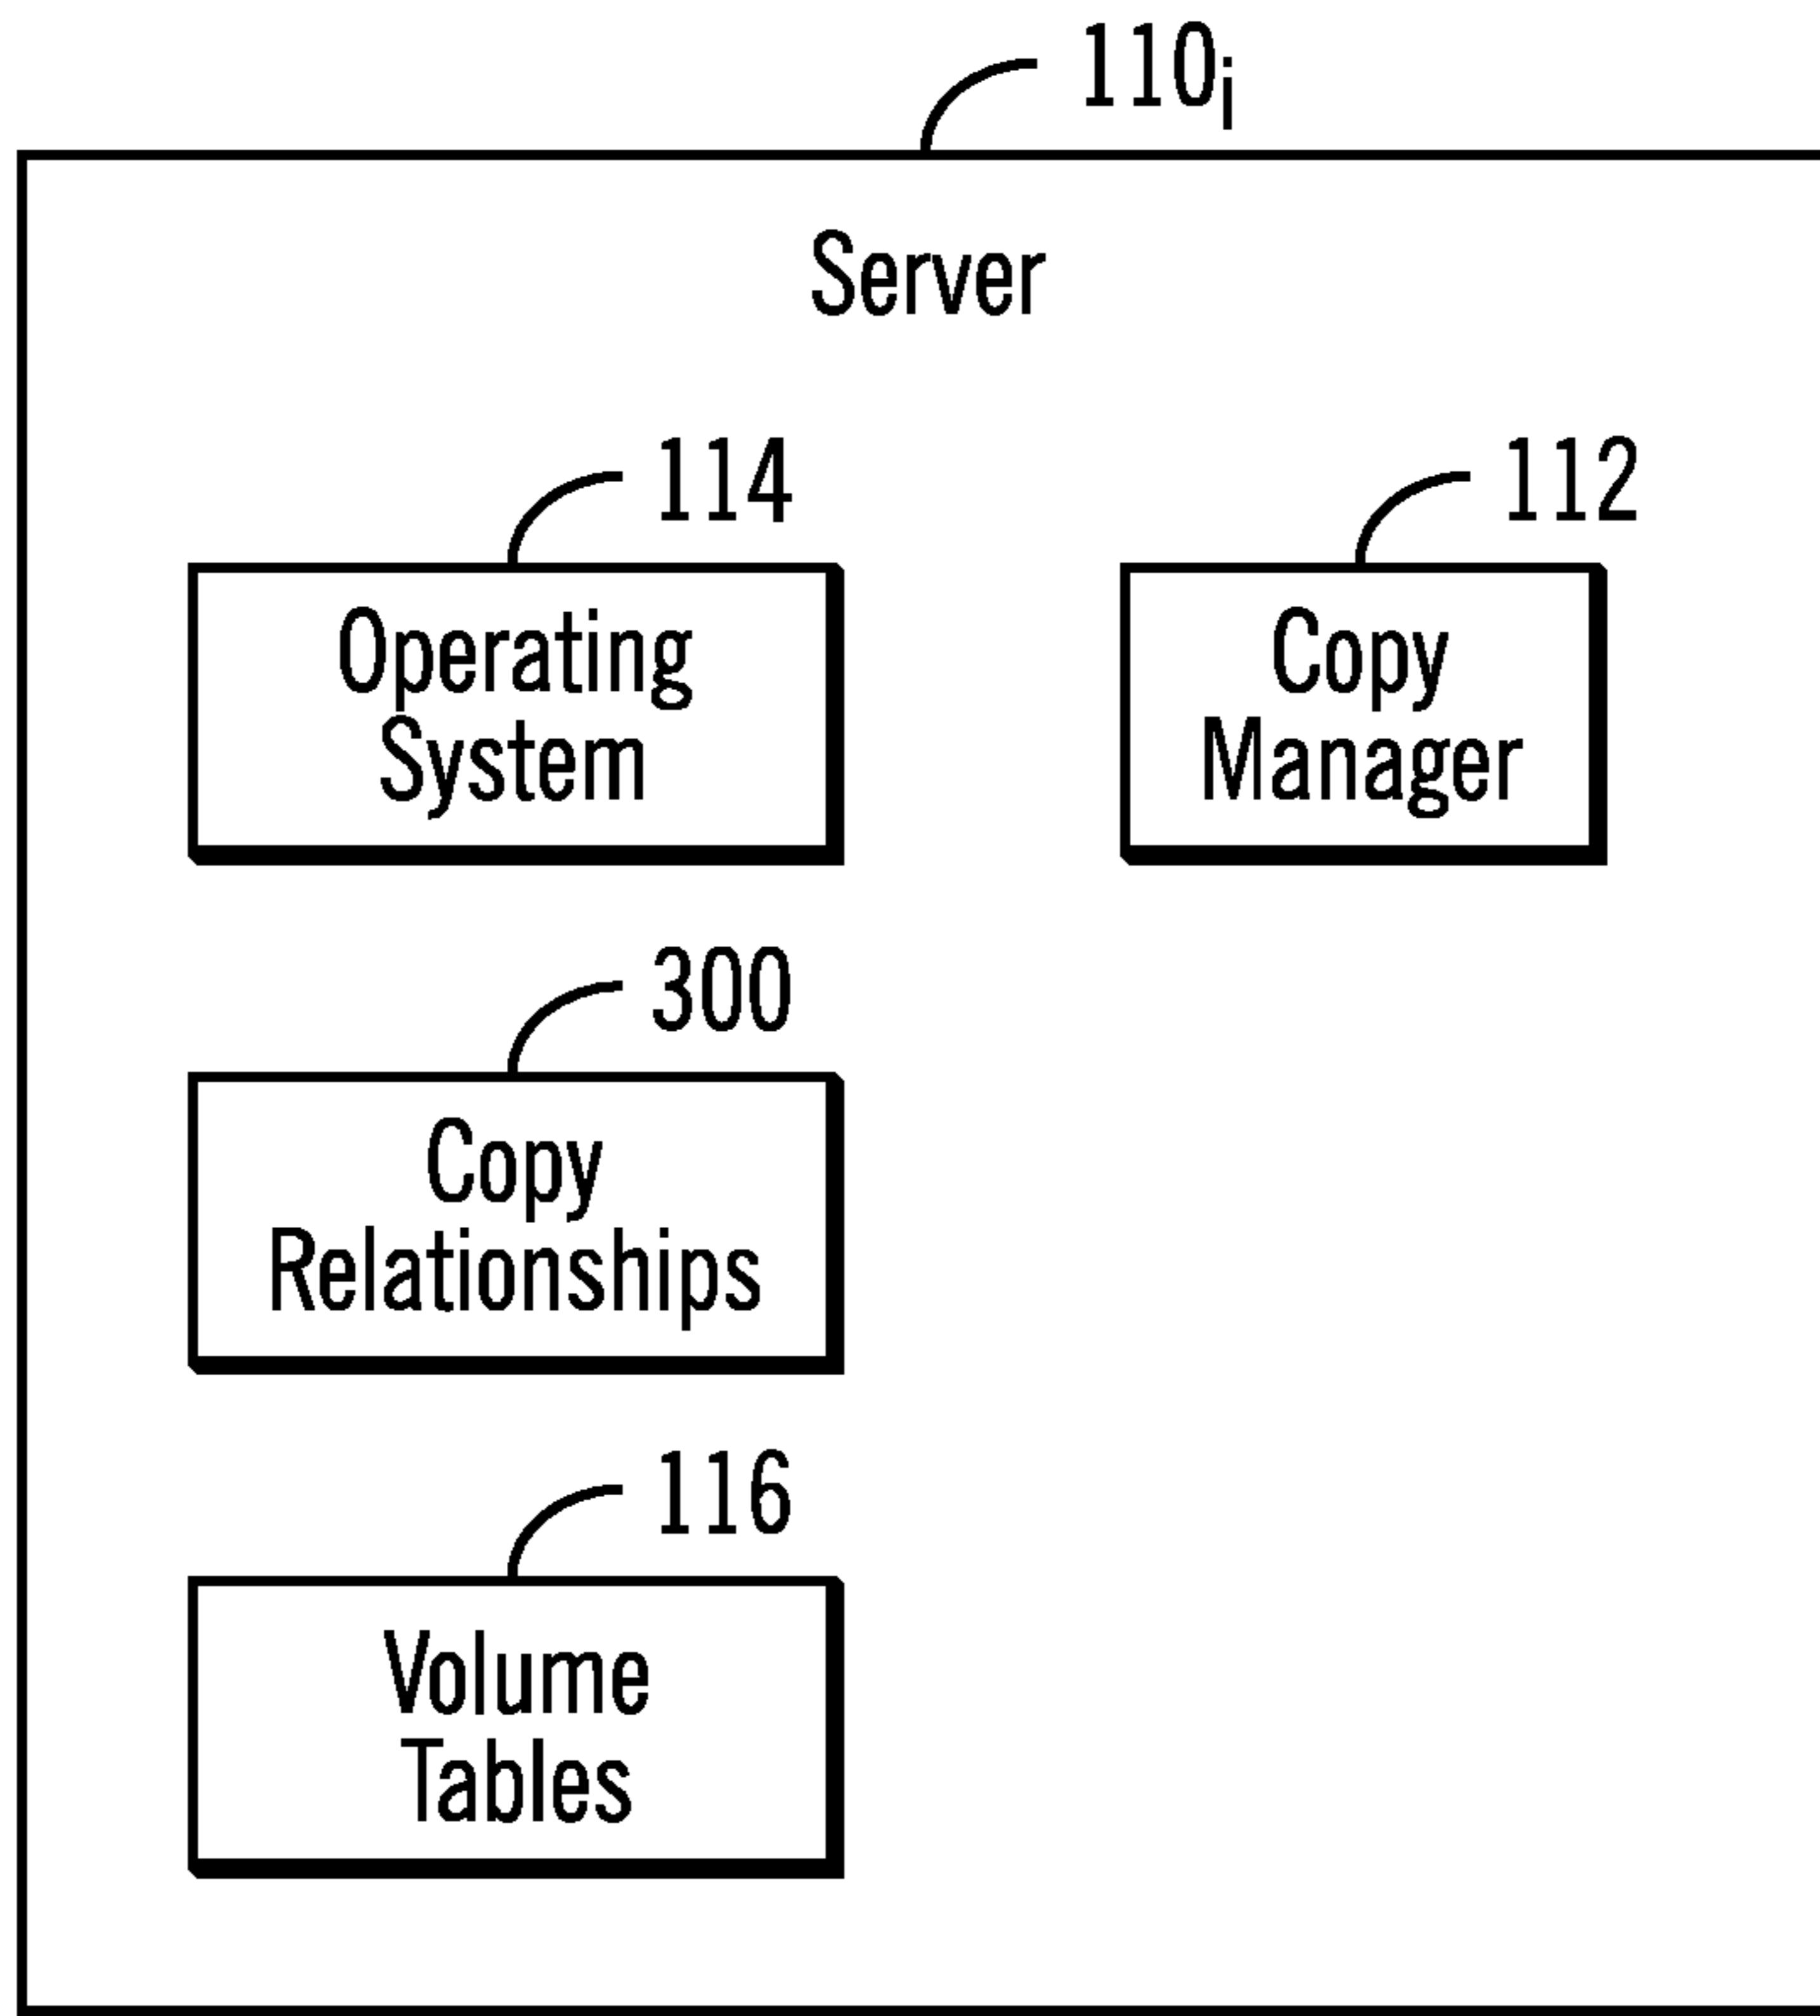 110i
Server
114
112
Operating
System
Copy
Manager
300
Copy
Relationships
116
Volume
Tables